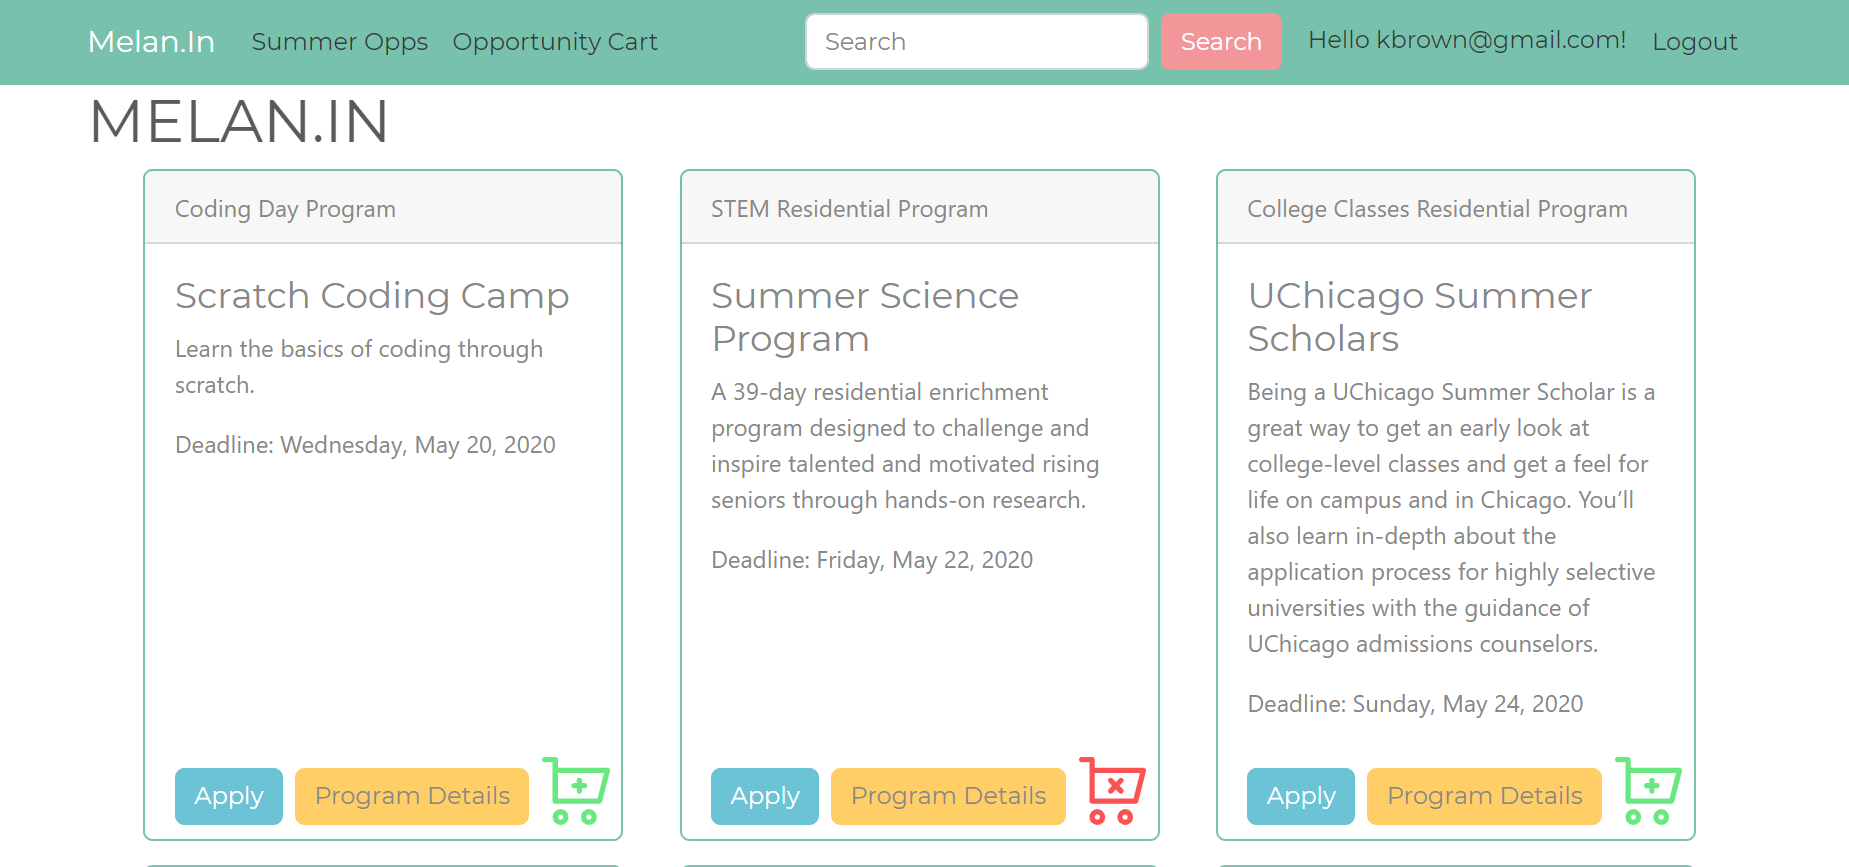 Melan.In Summer Opps Opportunity Cart Search Search Hello kbrown@gmail.com! Logout
MELAN.IN
Coding Day Program
Scratch Coding Camp
Learn the basics of coding through
scratch.
Deadline: Wednesday, May 20, 2020
Apply Program Details
STEM Residential Program
Summer Science
Program
A 39-day residential enrichment
program designed to challenge and
inspire talented and motivated rising
seniors through hands-on research.
Deadline: Friday, May 22, 2020
Apply Program Details
College Classes Residential Program
UChicago Summer
Scholars
Being a UChicago Summer Scholar is a
great way to get an early look at
college-level classes and get a feel for
life on campus and in Chicago. You’ll
also learn in-depth about the
application process for highly selective
universities with the guidance of
UChicago admissions counselors.
Deadline: Sunday, May 24, 2020
Apply Program Details